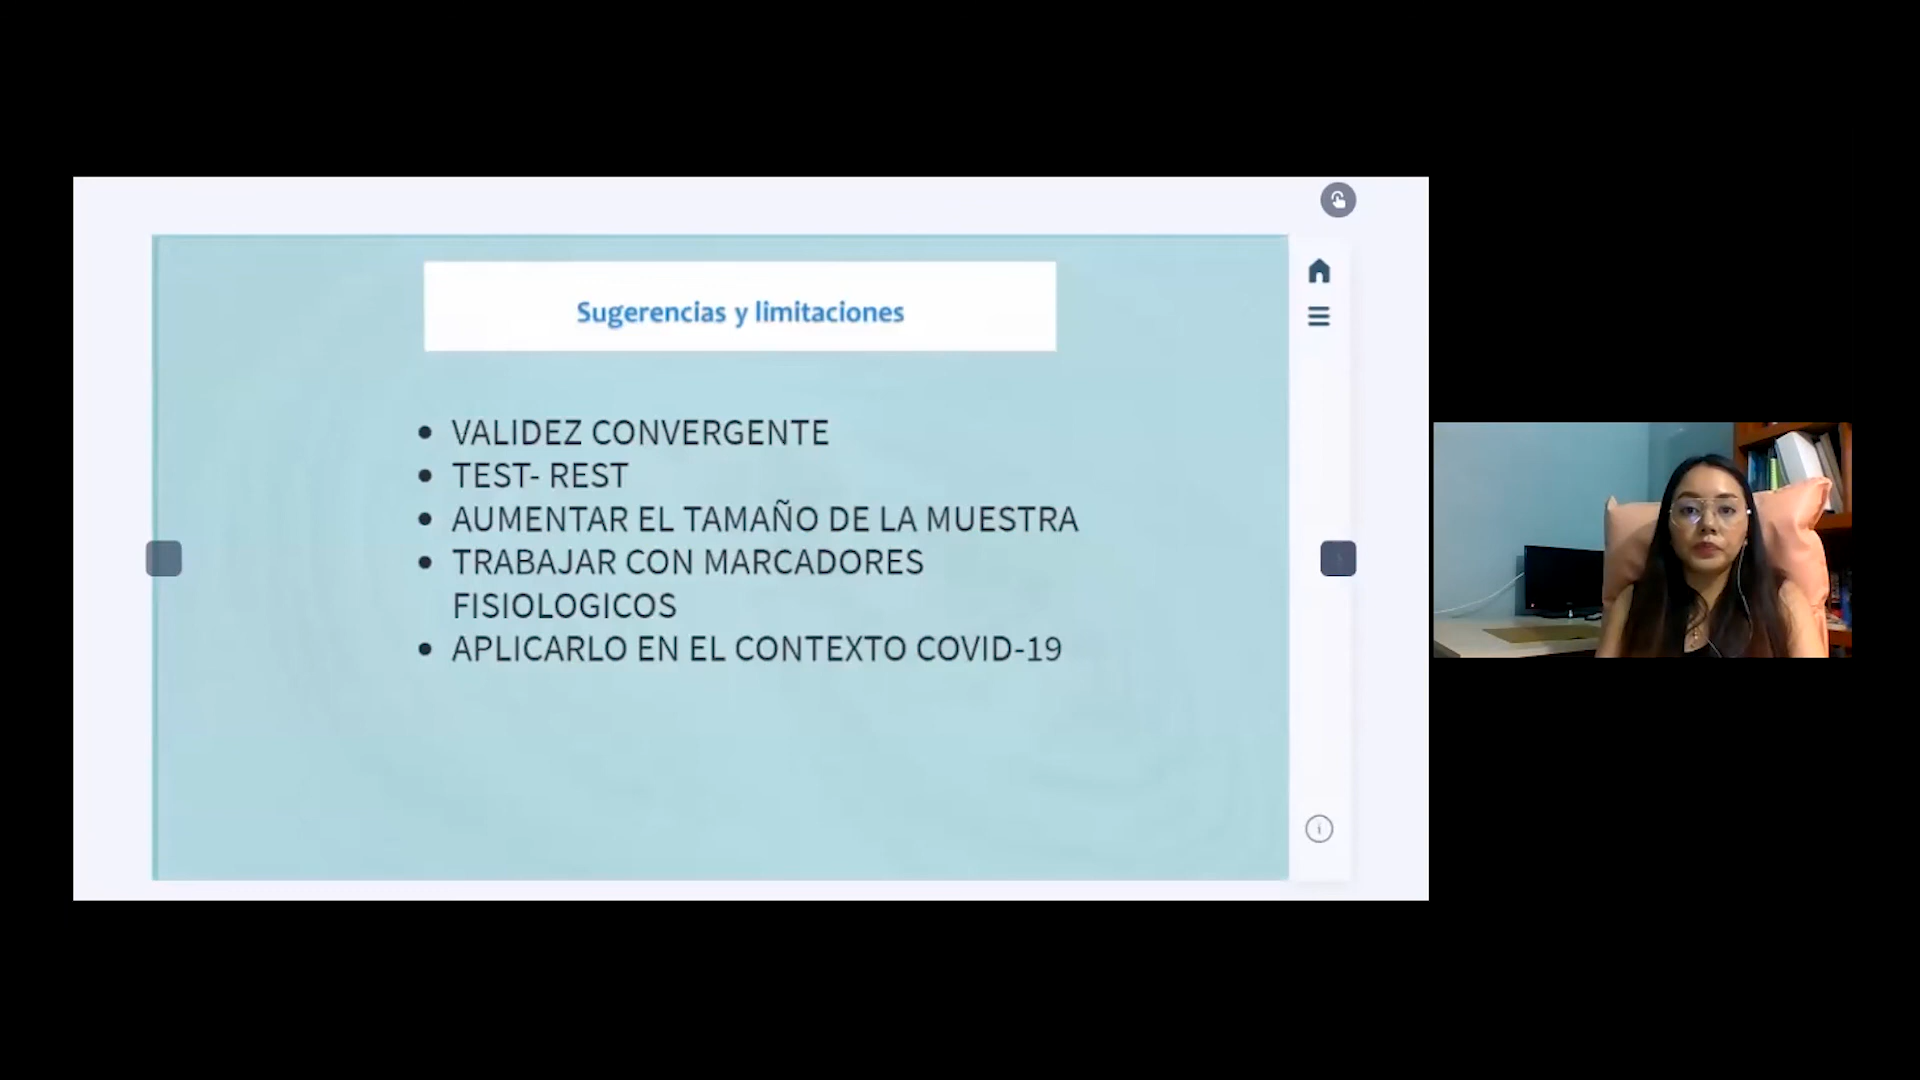 Sugerencias y limitaciones
• VALIDEZ CONVERGENTE
• TEST- REST
• AUMENTAR EL TAMAÑO DE LA MUESTRA
• TRABAJAR CON MARCADORES
FISIOLOGICOS
• APLICARLO EN EL CONTEXTO COVID-19